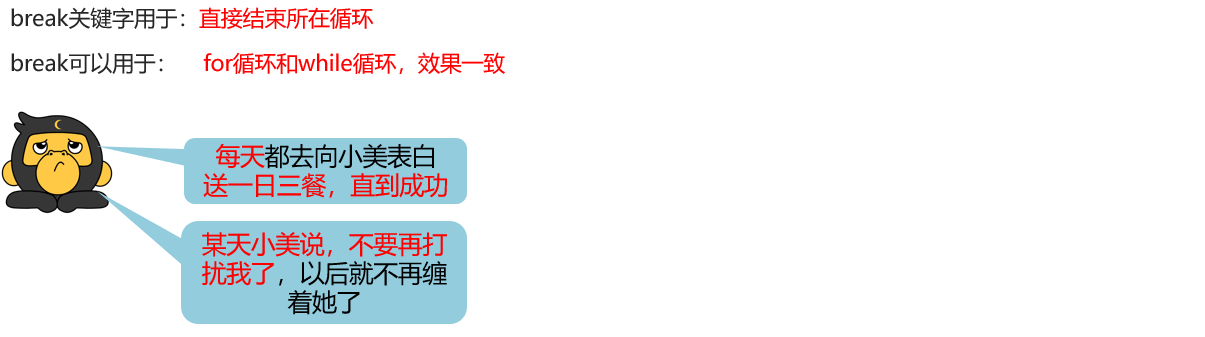 break关键字用于：直接结束所在循环
break可以用于： for循环和while循环，效果一致
每天都去向小美表白
送一日三餐，直到成功
某天小美说，不要再打
扰我了，以后就不再缠
着她了